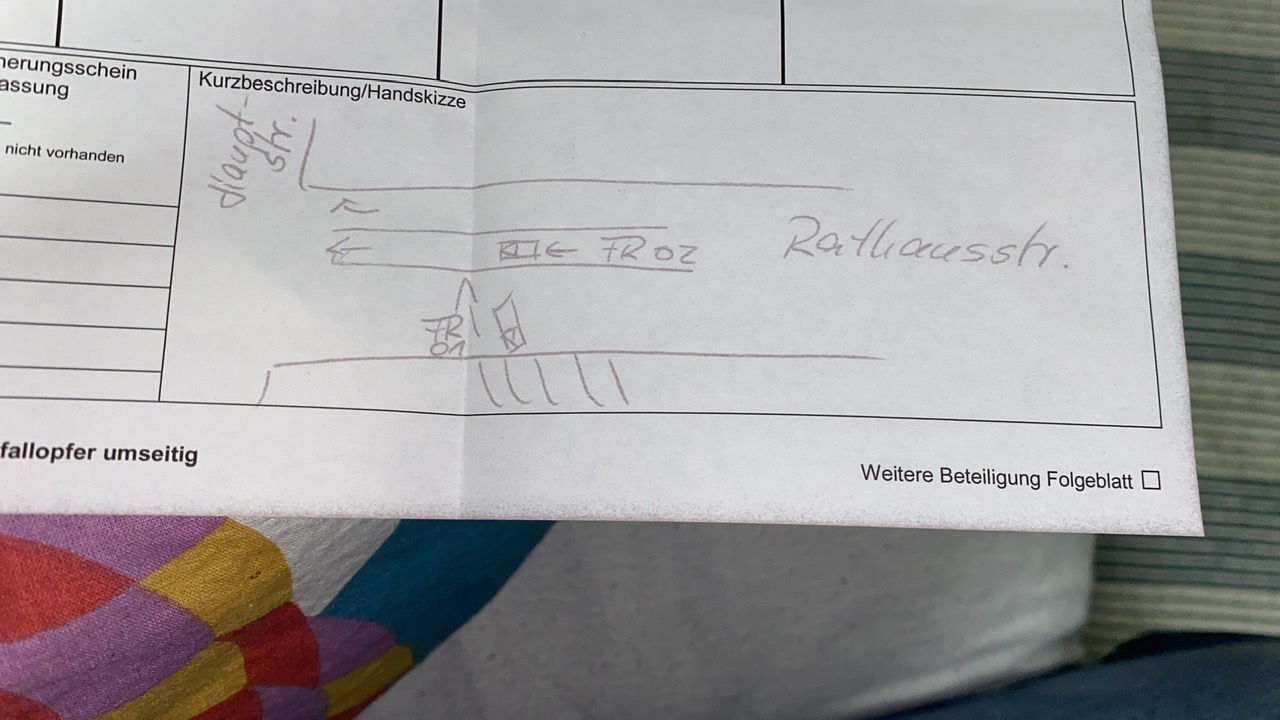 nerungsschein
assung
nicht vorhanden
Kurzbeschreibung/Handskizze
Haupt-
str.
FR 02
Rathausstr.
FR
01
fallopfer umseitig
Weitere Beteiligung Folgeblatt